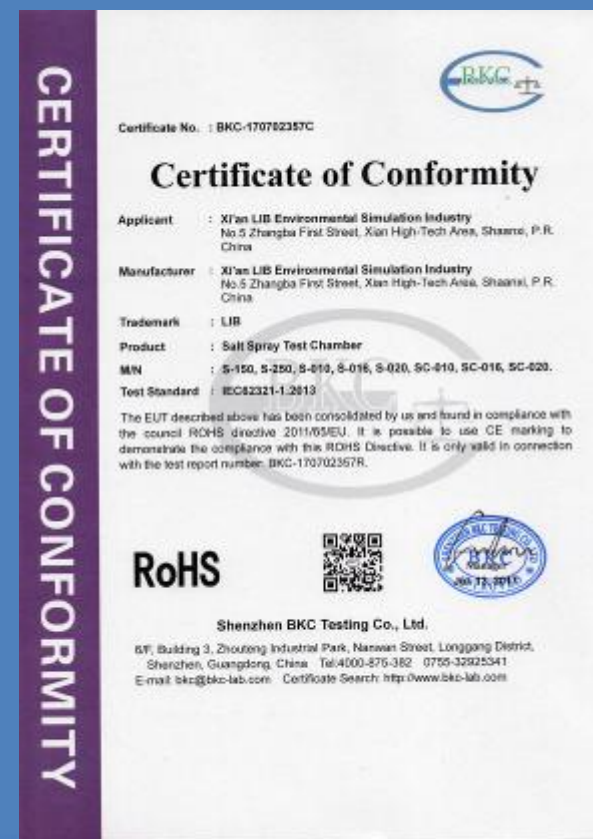 CERTIFICATE OF CONFORMITY
BKC
Certificate No. : BKC-170702357C
Certificate of Conformity
Applicant : Xi'an LIB Environmental Simulation Industry
No.5 Zhangba First Street, Xian High-Tech Area, Shaanxi, P.R.
China
Manufacturer : Xi'an LIB Environmental Simulation Industry
No.5 Zhangba First Street, Xian High-Tech Area, Shaanxi, P.R.
China
Trademark : LIB
Product : Salt Spray Test Chamber
M/N : S-150, S-250, S-010, S-016, S-020, SC-010, SC-016, SC-020.
Test Standard : IEC62321-1:2013
The EUT described above has been consolidated by us and found in compliance with
the council ROHS directive 2011/65/EU. It is possible to use CE marking to
demonstrate the compliance with this ROHS Directive. It is only valid in connection
with the test report number: BKC-170702357R.
BKC
RoHS
BKC
Manager
Shenzhen BKC Testing Co., Ltd.
6/F, Building 3, Zhouteng Industrial Park, Nanwan Street, Longgang District,
Shenzhen, Guangdong, China Tel:4000-875-382 0755-32925341
E-mail: bkc@bkc-lab.com Certificate Search: http://www.bkc-lab.com